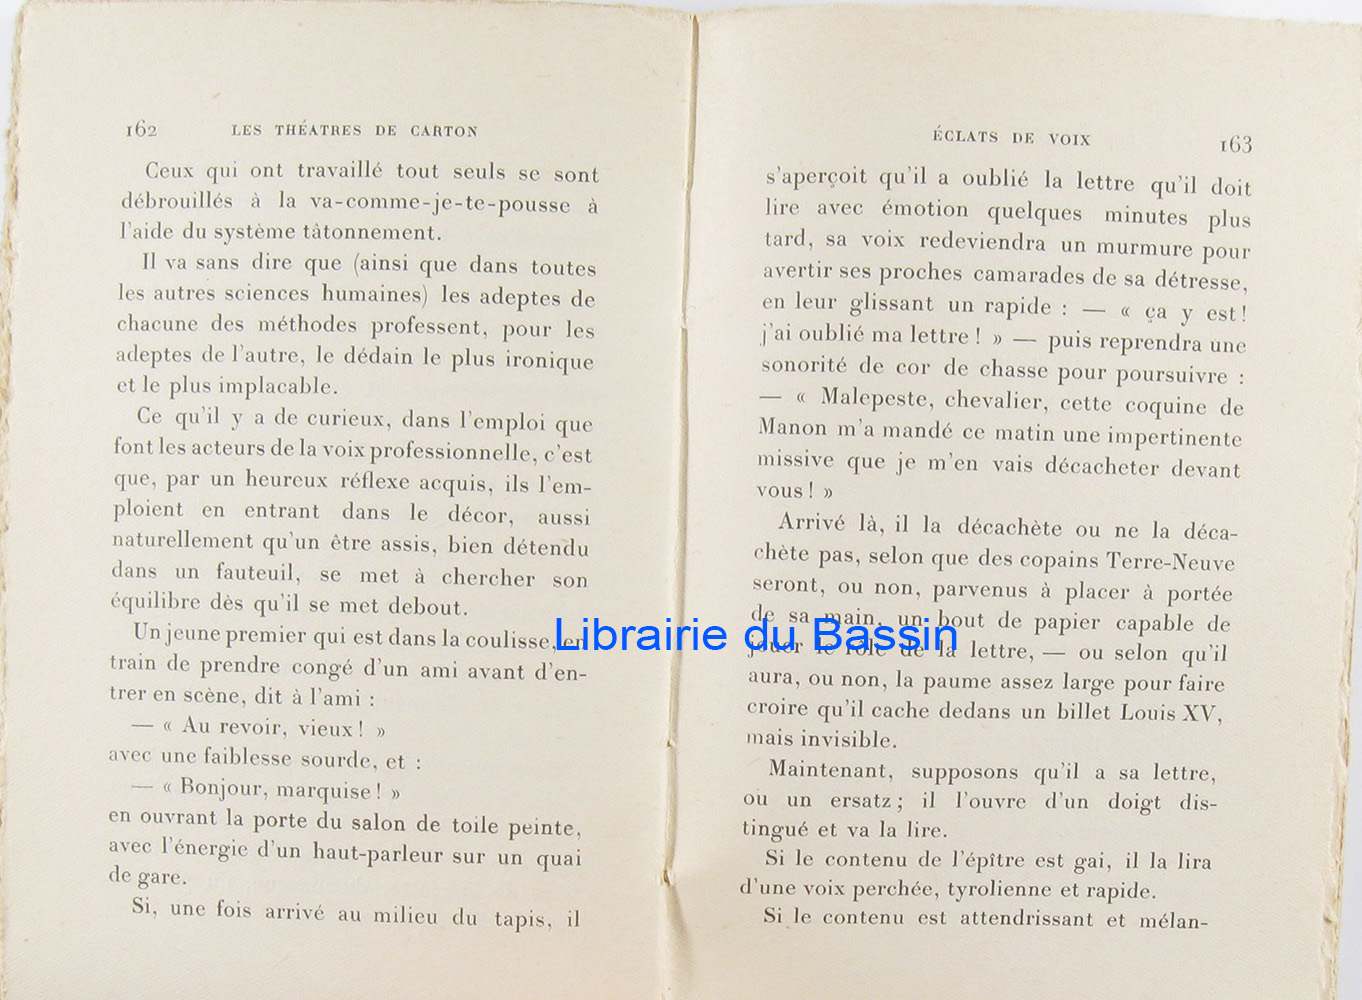 162 LES THÉATRES DE CARTON
Ceux qui ont travaillé tout seuls se sont
débrouillés à la va-comme-je-te-pousse à
l'aide du système tâtonnement.
Il va sans dire que (ainsi que dans toutes
les autres sciences humaines) les adeptes de
chacune des méthodes professent, pour les
adeptes de l'autre, le dédain le plus ironique
et le plus implacable.
Ce qu'il y a de curieux, dans l'emploi que
font les acteurs de la voix professionnelle, c'est
que, par un heureux réflexe acquis, ils l'em-
ploient en entrant dans le décor, aussi
naturellement qu'un être assis, bien détendu
dans un fauteuil, se met à chercher son
équilibre dès qu'il se met debout.
Un jeune premier qui est dans la coulisse, en
train de prendre congé d'un ami avant d'en-
trer en scène, dit à l'ami :
— « Au revoir, vieux ! »
avec une faiblesse sourde, et :
— « Bonjour, marquise ! »
en ouvrant la porte du salon de toile peinte,
avec l'énergie d'un haut-parleur sur un quai
de gare.
Si, une fois arrivé au milieu du tapis, il
ÉCLATS DE VOIX 163
s'aperçoit qu'il a oublié la lettre qu'il doit
lire avec émotion quelques minutes plus
tard, sa voix redeviendra un murmure pour
avertir ses proches camarades de sa détresse,
en leur glissant un rapide : — « ça y est !
j'ai oublié ma lettre ! » — puis reprendra une
sonorité de cor de chasse pour poursuivre :
— « Malepeste, chevalier, cette coquine de
Manon m'a mandé ce matin une impertinente
missive que je m'en vais décacheter devant
vous ! »
Arrivé là, il la décachète ou ne la déca-
chète pas, selon que des copains Terre-Neuve
seront, ou non, parvenus à placer à portée
de sa main, un bout de papier capable de
jouer le rôle de la lettre, — ou selon qu'il
aura, ou non, la paume assez large pour faire
croire qu'il cache dedans un billet Louis XV,
mais invisible.
Maintenant, supposons qu'il a sa lettre,
ou un ersatz ; il l'ouvre d'un doigt dis-
tingué et va la lire.
Si le contenu de l'épître est gai, il la lira
d'une voix perchée, tyrolienne et rapide.
Si le contenu est attendrissant et mélan-
Librairie du Bassin